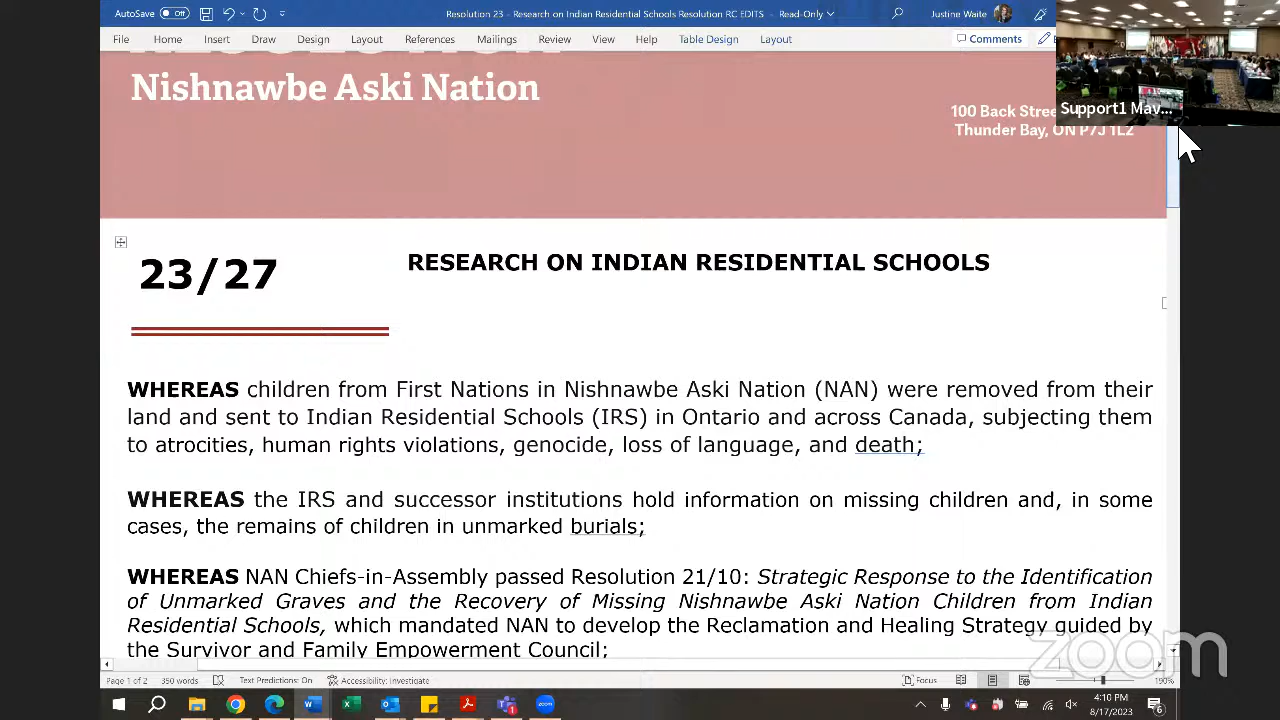 AutoSave Off
Resolution 23 - Research on Indian Residential Schools Resolution RC EDITS - Read-Only
Justine Waite
File Home Insert Draw Design Layout References Mailings Review View Help Table Design Layout
Comments
Support1 Mav...
Nishnawbe Aski Nation
100 Back Stree
Thunder Bay, ON P7J 1L2
23/27
RESEARCH ON INDIAN RESIDENTIAL SCHOOLS
WHEREAS children from First Nations in Nishnawbe Aski Nation (NAN) were removed from their
land and sent to Indian Residential Schools (IRS) in Ontario and across Canada, subjecting them
to atrocities, human rights violations, genocide, loss of language, and death;
WHEREAS the IRS and successor institutions hold information on missing children and, in some
cases, the remains of children in unmarked burials;
WHEREAS NAN Chiefs-in-Assembly passed Resolution 21/10: Strategic Response to the Identification
of Unmarked Graves and the Recovery of Missing Nishnawbe Aski Nation Children from Indian
Residential Schools, which mandated NAN to develop the Reclamation and Healing Strategy guided by
the Survivor and Family Empowerment Council;
zoom
Page 1 of 2 350 words Text Predictions: On Accessibility: Investigate
Focus
190%
4:10 PM
8/17/2023
6